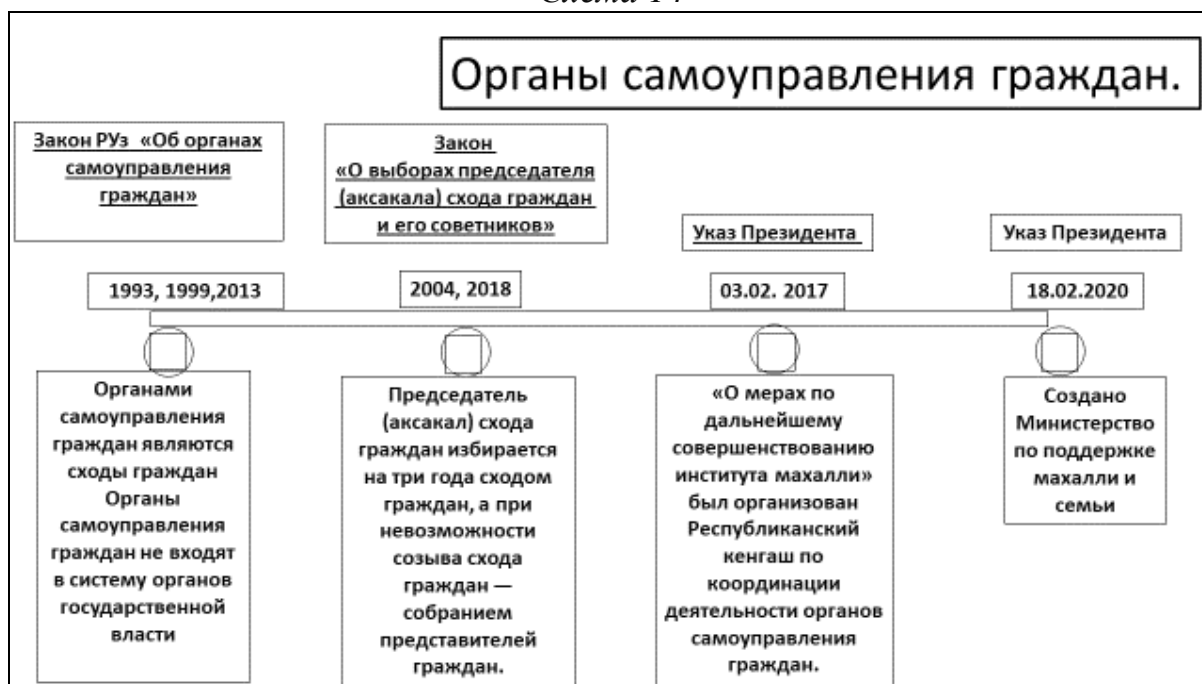 Органы самоуправления граждан.
Закон РУз «Об органах
самоуправления
граждан»
Закон
«О выборах председателя
(аксакала) схода граждан
и его советников»
Указ Президента
Указ Президента
1993, 1999,2013
2004, 2018
03.02. 2017
18.02.2020
Органами
самоуправления
граждан являются
сходы граждан
Органы
самоуправления
граждан не входят
в систему органов
государственной
власти
Председатель
(аксакал) схода
граждан избирается
на три года сходом
граждан, а при
невозможности
созыва схода
граждан —
собранием
представителей
граждан.
«О мерах по
дальнейшему
совершенствованию
института махалли»
был организован
Республиканский
кенгаш по
координации
деятельности органов
самоуправления
граждан.
Создано
Министерство
по поддержке
махалли и
семьи